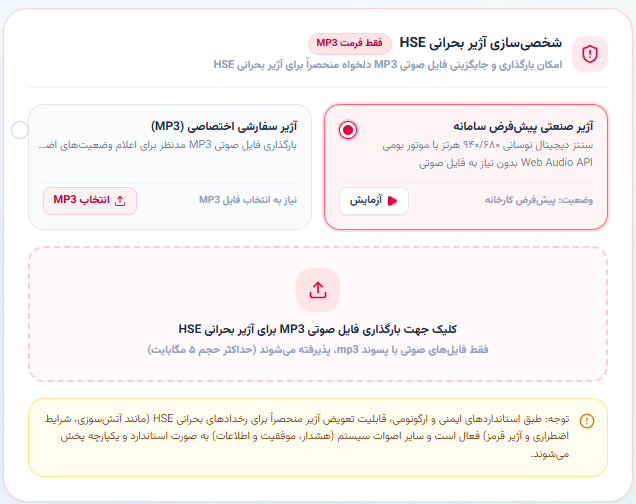 شخصی‌سازی آژیر بحرانی HSE
فقط فرمت MP3
امکان بارگذاری و جایگزینی فایل صوتی MP3 دلخواه منحصراً برای آژیر بحرانی HSE
آژیر صنعتی پیش‌فرض سامانه
سنتز دیجیتال نوسانی ۹۴۰/۶۸۰ هرتز با موتور بومی
Web Audio API بدون نیاز به فایل صوتی
وضعیت: پیش‌فرض کارخانه
آزمایش
آژیر سفارشی اختصاصی (MP3)
بارگذاری فایل صوتی MP3 مدنظر برای اعلام وضعیت‌های اض...
نیاز به انتخاب فایل MP3
انتخاب MP3
کلیک جهت بارگذاری فایل صوتی MP3 برای آژیر بحرانی HSE
فقط فایل‌های صوتی با پسوند .mp3 پذیرفته می‌شوند (حداکثر حجم ۵ مگابایت)
توجه: طبق استانداردهای ایمنی و ارگونومی، قابلیت تعویض آژیر منحصراً برای رخدادهای بحرانی HSE (مانند آتش‌سوزی، شرایط
اضطراری و آژیر قرمز) فعال است و سایر اصوات سیستم (هشدار، موفقیت و اطلاعات) به صورت استاندارد و یکپارچه پخش
می‌شوند.